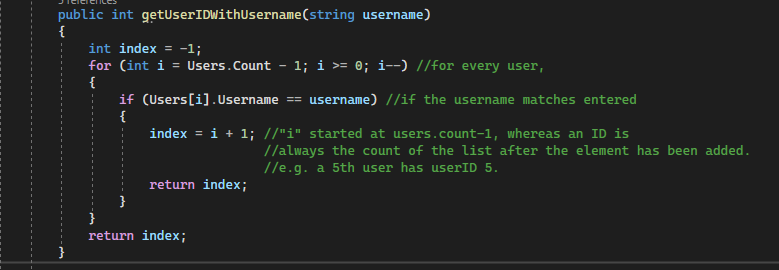 5 references
public int getUserIDWithUsername(string username)
{
int index = -1;
for (int i = Users.Count - 1; i >= 0; i--) //for every user,
{
if (Users[i].Username == username) //if the username matches entered
{
index = i + 1; //"i" started at users.count-1, whereas an ID is
//always the count of the list after the element has been added.
//e.g. a 5th user has userID 5.
return index;
}
}
return index;
}